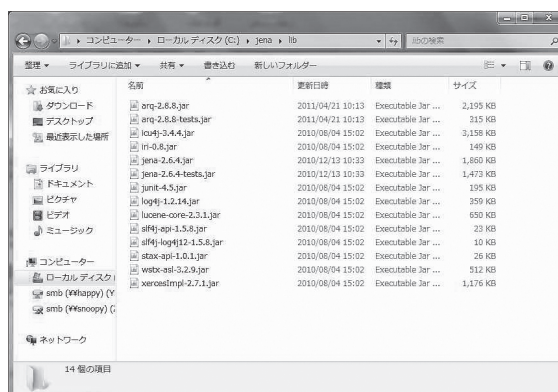 コンピューター ▸ ローカル ディスク (C:) ▸ jena ▸ lib
libの検索
整理 ▼ ライブラリに追加 ▼ 共有 ▼ 書き込む 新しいフォルダー
名前 更新日時 種類 サイズ
お気に入り
ダウンロード
デスクトップ
最近表示した場所
ライブラリ
ドキュメント
ピクチャ
ビデオ
ミュージック
コンピューター
ローカル ディスク (
smb (¥¥happy) (Y
smb (¥¥snoopy) (
ネットワーク
arq-2.8.8.jar 2011/04/21 10:13 Executable Jar ... 2,195 KB
arq-2.8.8-tests.jar 2011/04/21 10:13 Executable Jar ... 315 KB
icu4j-3.4.4.jar 2010/08/04 15:02 Executable Jar ... 3,158 KB
iri-0.8.jar 2010/08/04 15:02 Executable Jar ... 149 KB
jena-2.6.4.jar 2010/12/13 10:33 Executable Jar ... 1,860 KB
jena-2.6.4-tests.jar 2010/12/13 10:33 Executable Jar ... 1,473 KB
junit-4.5.jar 2010/08/04 15:02 Executable Jar ... 195 KB
log4j-1.2.14.jar 2010/08/04 15:02 Executable Jar ... 359 KB
lucene-core-2.3.1.jar 2010/08/04 15:02 Executable Jar ... 650 KB
slf4j-api-1.5.8.jar 2010/08/04 15:02 Executable Jar ... 23 KB
slf4j-log4j12-1.5.8.jar 2010/08/04 15:02 Executable Jar ... 10 KB
stax-api-1.0.1.jar 2010/08/04 15:02 Executable Jar ... 26 KB
wstx-asl-3.2.9.jar 2010/08/04 15:02 Executable Jar ... 512 KB
xercesImpl-2.7.1.jar 2010/08/04 15:02 Executable Jar ... 1,176 KB
14 個の項目